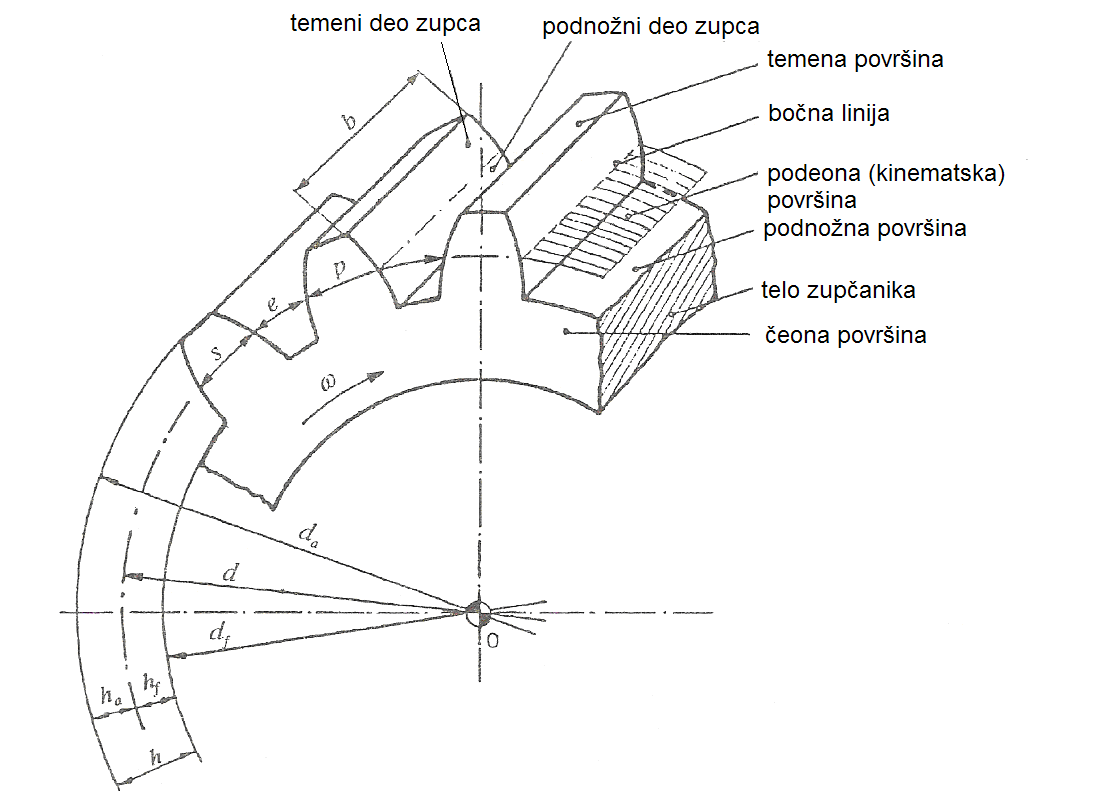 temeni deo zupca
podnožni deo zupca
temena površina
bočna linija
podeona (kinematska)
površina
podnožna površina
telo zupčanika
čeona površina
b
p
e
s
ω
d_a
d
d_f
O
h_a
h_f
h